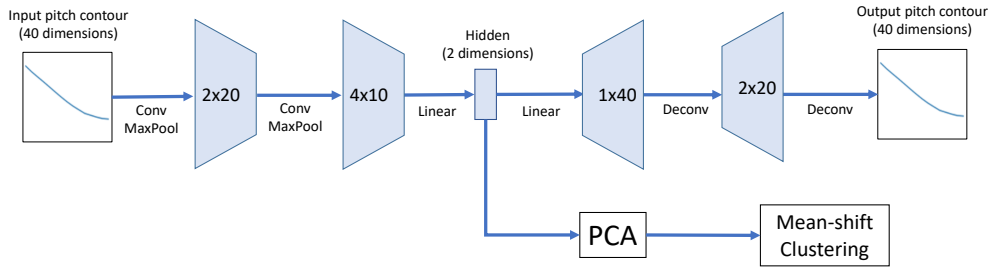 Input pitch contour
(40 dimensions)
Conv
MaxPool
2x20
Conv
MaxPool
4x10
Linear
Hidden
(2 dimensions)
Linear
1x40
Deconv
2x20
Deconv
Output pitch contour
(40 dimensions)
PCA
Mean-shift
Clustering